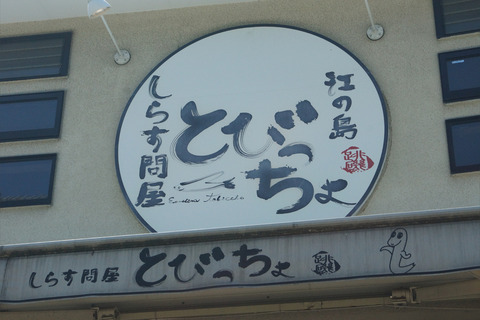 江の島
とびっちょ
しらす問屋
しらす問屋 とびっちょ